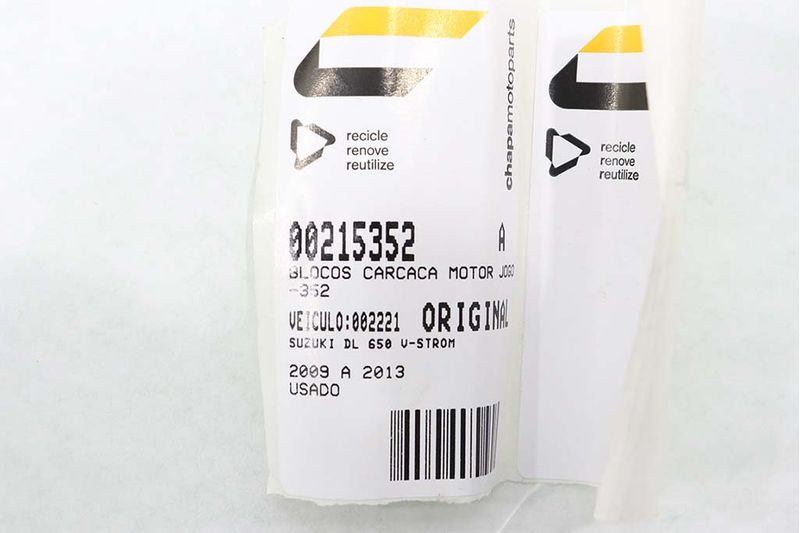 chapamotoparts
recicle
renove
reutilize
00215352 A
BLOCOS CARCACA MOTOR JOGO
-352
VEICULO:002221 ORIGINAL
SUZUKI DL 650 V-STROM
2009 A 2013
USADO
recicle
renove
reutilize